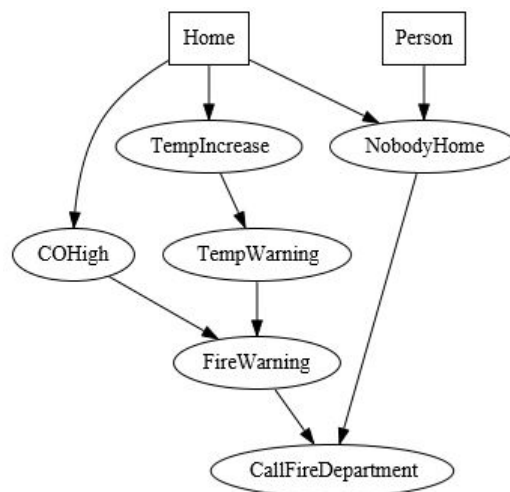 Home
Person
TempIncrease
NobodyHome
COHigh
TempWarning
FireWarning
CallFireDepartment